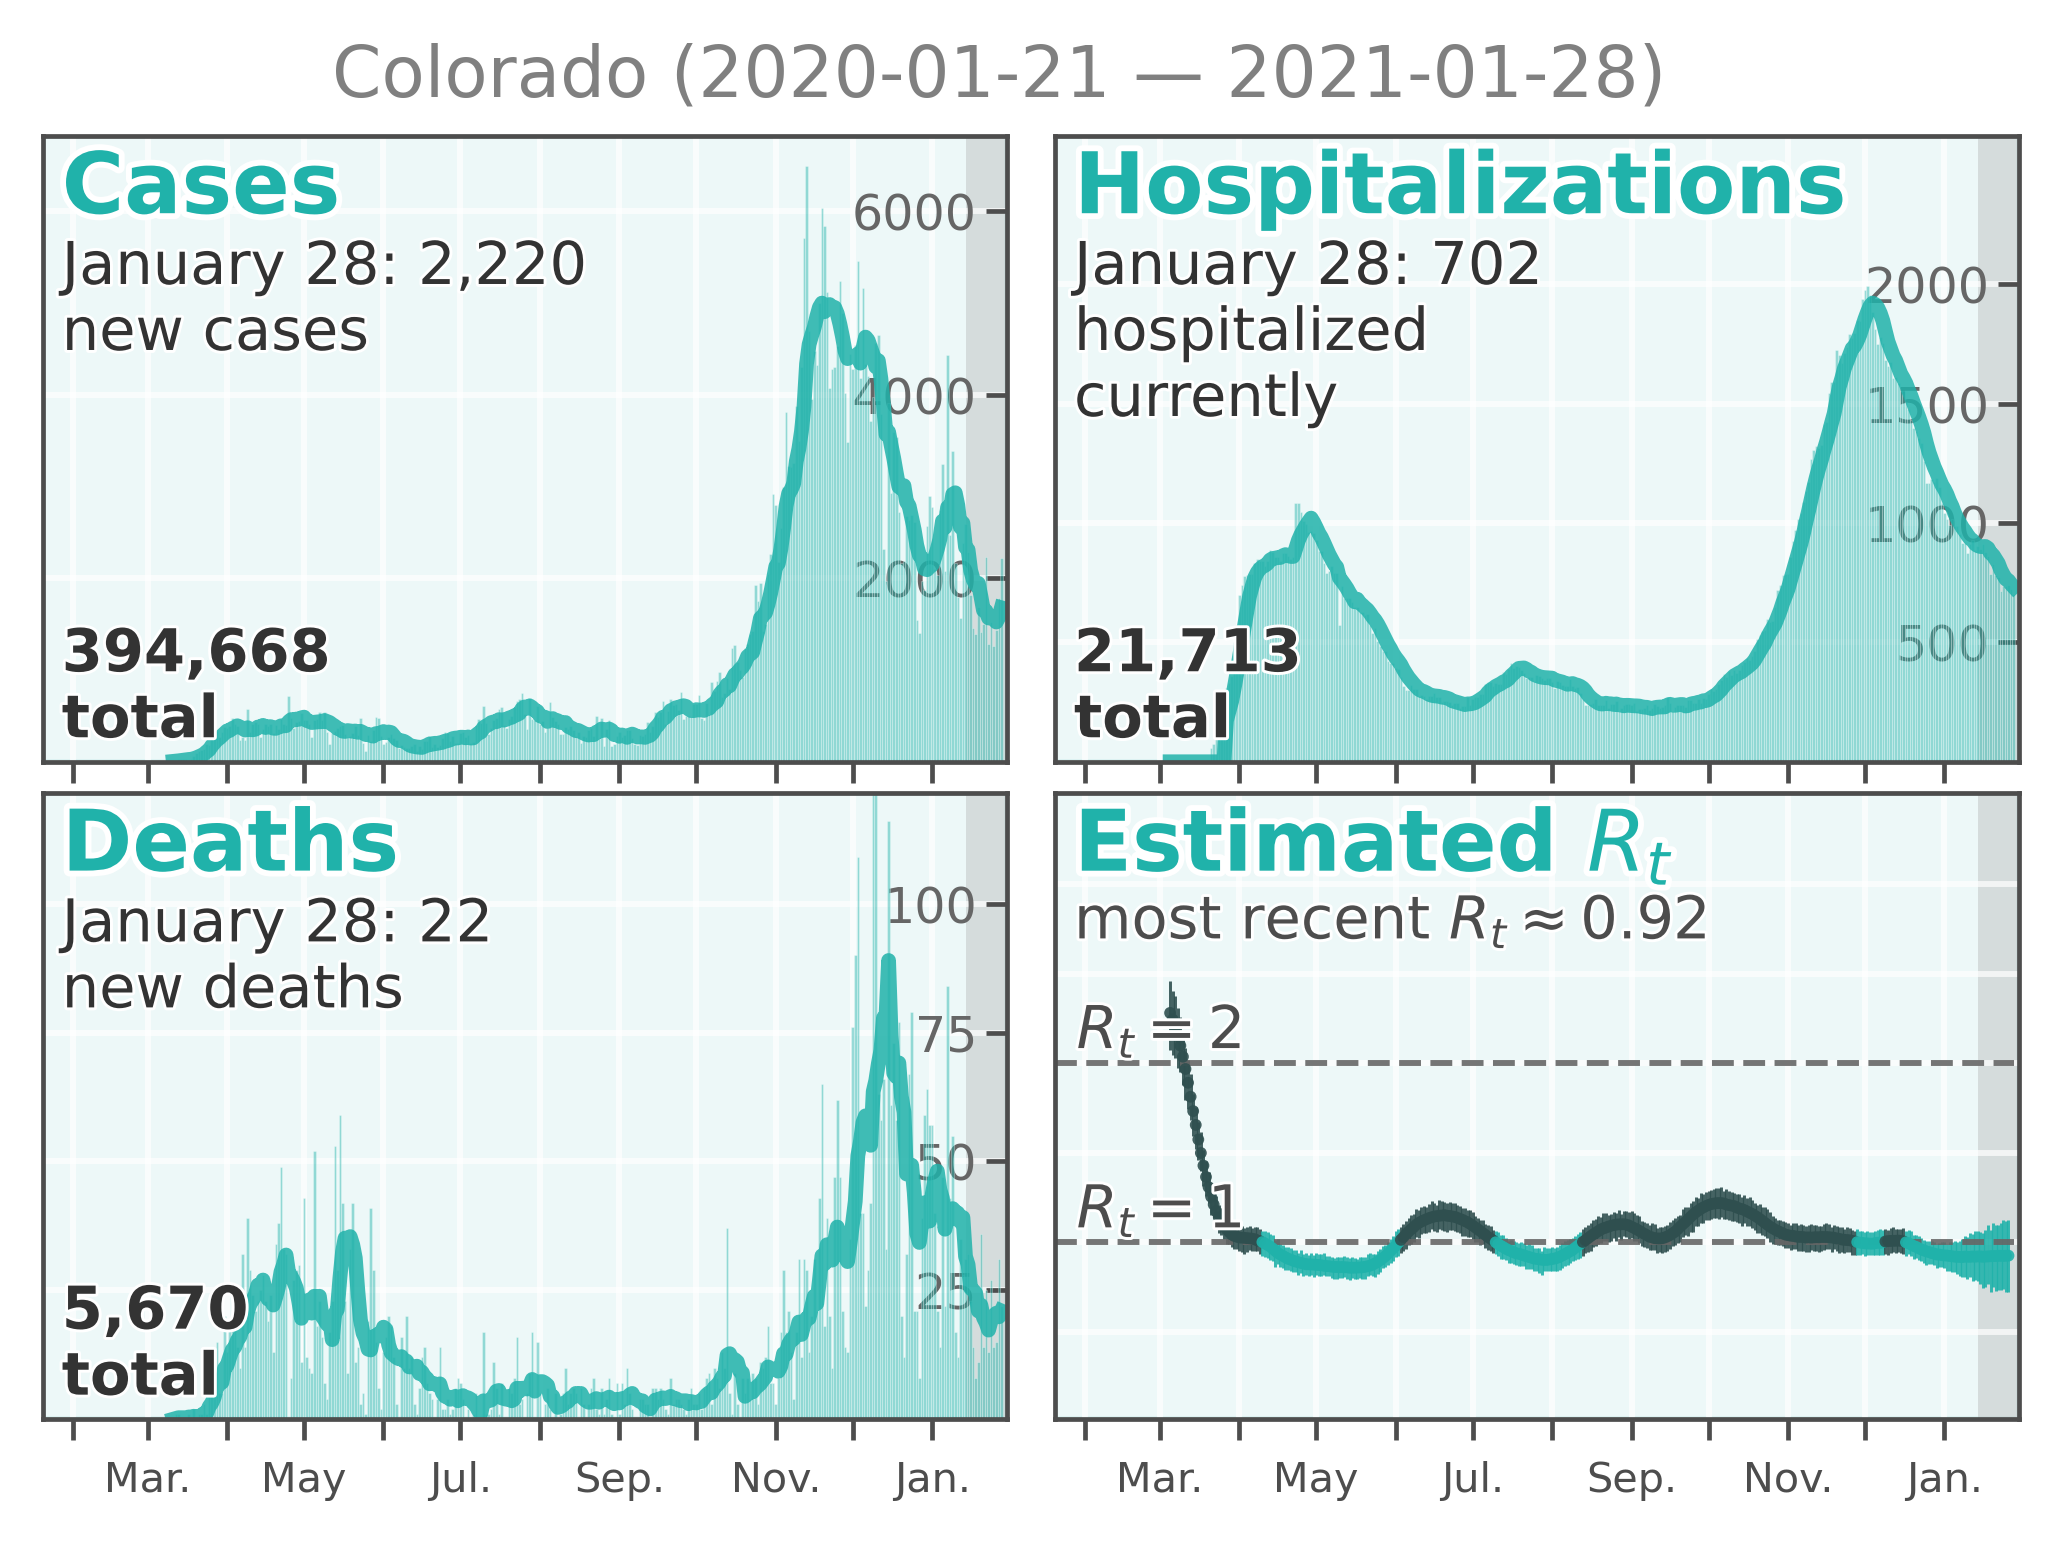 Colorado (2020-01-21 — 2021-01-28)
Cases
January 28: 2,220
new cases
6000
4000
2000
394,668
total
Hospitalizations
January 28: 702
hospitalized
currently
2000
1500
1000
500
21,713
total
Deaths
January 28: 22
new deaths
100
75
50
25
5,670
total
Mar. May Jul. Sep. Nov. Jan.
Estimated Rₜ
most recent Rₜ ≈ 0.92
Rₜ = 2
Rₜ = 1
Mar. May Jul. Sep. Nov. Jan.